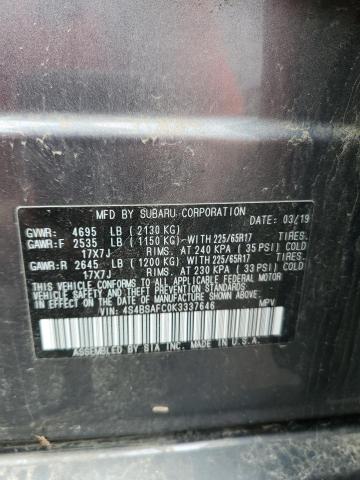 MFD BY SUBARU CORPORATION DATE: 03/19
GVWR: 4695 LB (2130 KG)
GAWR:F 2535 LB (1150 KG)-WITH 225/65R17 TIRES.
17X7J RIMS. AT 240 KPA (35 PSI) COLD
GAWR:R 2645 LB (1200 KG)-WITH 225/65R17 TIRES.
17X7J RIMS. AT 230 KPA (33 PSI) COLD
THIS VEHICLE CONFORMS TO ALL APPLICABLE FEDERAL MOTOR
VEHICLE SAFETY, BUMPER, AND THEFT PREVENTION STANDARDS
IN EFFECT ON THE DATE OF MANUFACTURE SHOWN ABOVE.
VIN: 4S4BSAFC0K3337646 MPV
ASSEMBLED BY SIA INC. MADE IN U.S.A.